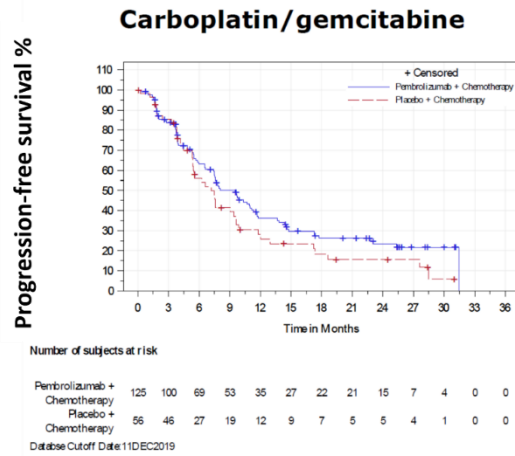 Carboplatin/gemcitabine
Progression-free survival %
110
100
90
80
70
60
50
40
30
20
10
0
+ Censored
Pembrolizumab + Chemotherapy
Placebo + Chemotherapy
0 3 6 9 12 15 18 21 24 27 30 33 36
Time in Months
Number of subjects at risk
Pembrolizumab +
Chemotherapy 125 100 69 53 35 27 22 21 15 7 4 0 0
Placebo +
Chemotherapy 56 46 27 19 12 9 7 5 5 4 1 0 0
Databse Cutoff Date:11DEC2019